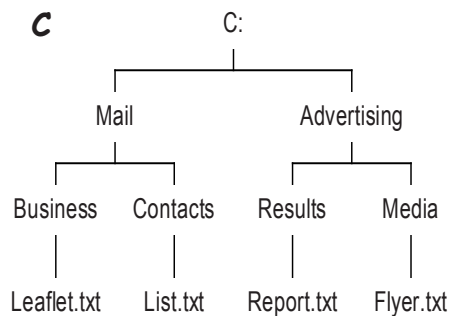 C C:
Mail Advertising
Business Contacts Results Media
Leaflet.txt List.txt Report.txt Flyer.txt